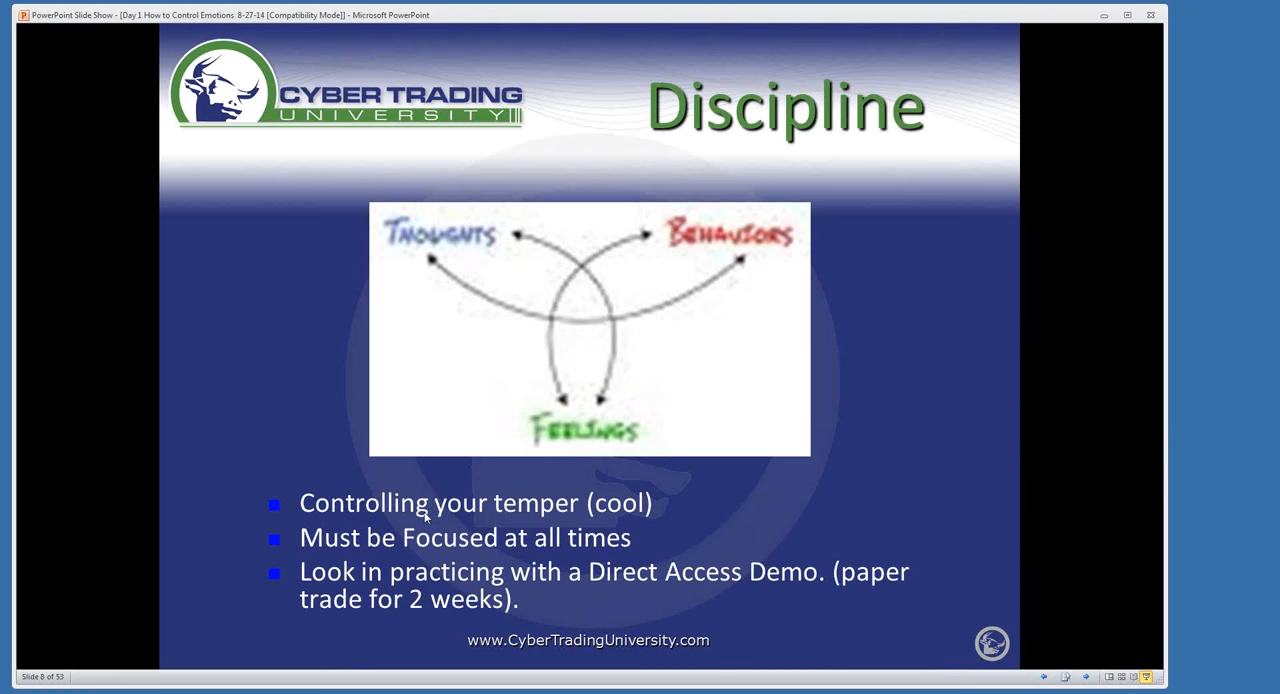 PowerPoint Slide Show - [Day 1 How to Control Emotions 8-27-14 [Compatibility Mode]] - Microsoft PowerPoint
CYBER TRADING
UNIVERSITY
Discipline
THOUGHTS
BEHAVIORS
FEELINGS
Controlling your temper (cool)
Must be Focused at all times
Look in practicing with a Direct Access Demo. (paper
trade for 2 weeks).
www.CyberTradingUniversity.com
Slide 8 of 53